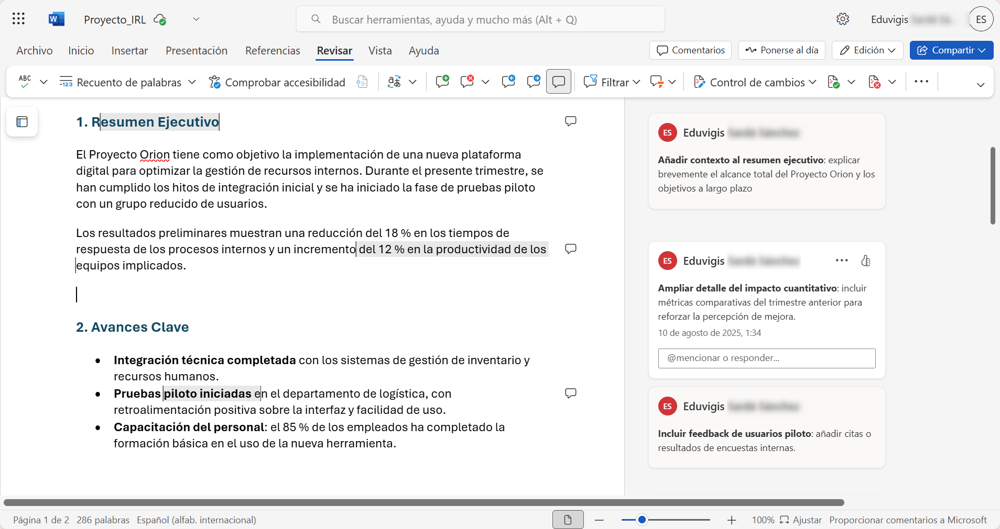 Proyecto_IRL
Buscar herramientas, ayuda y mucho más (Alt + Q)
Eduvigis
ES
Archivo Inicio Insertar Presentación Referencias Revisar Vista Ayuda
Comentarios Ponerse al día Edición Compartir
ABC -123 Recuento de palabras Comprobar accesibilidad Filtrar Control de cambios
1. Resumen Ejecutivo
El Proyecto Orion tiene como objetivo la implementación de una nueva plataforma
digital para optimizar la gestión de recursos internos. Durante el presente trimestre, se
han cumplido los hitos de integración inicial y se ha iniciado la fase de pruebas piloto
con un grupo reducido de usuarios.
Los resultados preliminares muestran una reducción del 18 % en los tiempos de
respuesta de los procesos internos y un incremento del 12 % en la productividad de los
equipos implicados.
2. Avances Clave
• Integración técnica completada con los sistemas de gestión de inventario y
recursos humanos.
• Pruebas piloto iniciadas en el departamento de logística, con
retroalimentación positiva sobre la interfaz y facilidad de uso.
• Capacitación del personal: el 85 % de los empleados ha completado la
formación básica en el uso de la nueva herramienta.
ES Eduvigis
Añadir contexto al resumen ejecutivo: explicar
brevemente el alcance total del Proyecto Orion y los
objetivos a largo plazo
ES Eduvigis
Ampliar detalle del impacto cuantitativo: incluir
métricas comparativas del trimestre anterior para
reforzar la percepción de mejora.
10 de agosto de 2025, 1:34
@mencionar o responder...
ES Eduvigis
Incluir feedback de usuarios piloto: añadir citas o
resultados de encuestas internas.
Página 1 de 2 286 palabras Español (alfab. internacional) 100% Ajustar Proporcionar comentarios a Microsoft